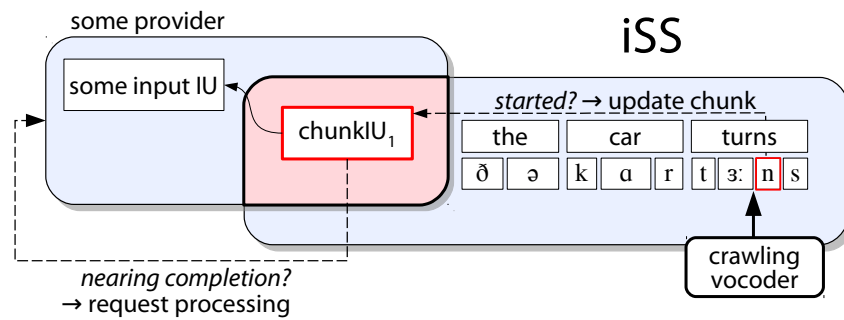 some provider
iSS
some input IU
chunkIU₁
started? → update chunk
the car turns
ð ə k ɑ r t ɜː n s
crawling
vocoder
nearing completion?
→ request processing